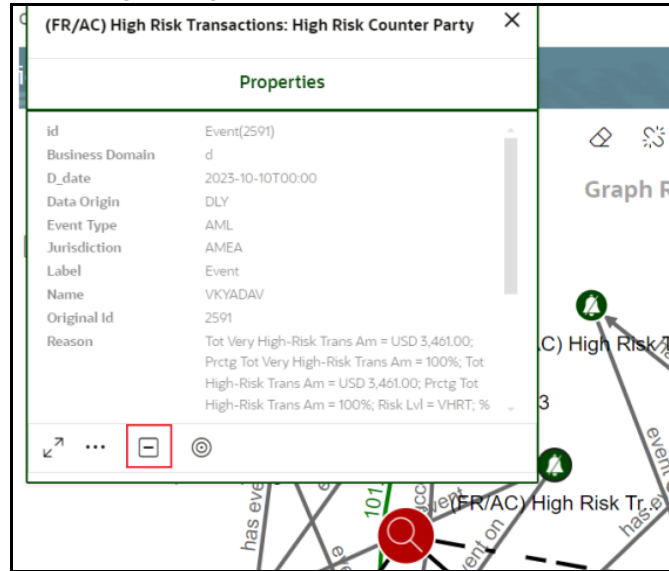 (FR/AC) High Risk Transactions: High Risk Counter Party
Properties
id Event(2591)
Business Domain d
D_date 2023-10-10T00:00
Data Origin DLY
Event Type AML
Jurisdiction AMEA
Label Event
Name VKYADAV
Original Id 2591
Reason Tot Very High-Risk Trans Am = USD 3,461.00;
Prctg Tot Very High-Risk Trans Am = 100%; Tot
High-Risk Trans Am = USD 3,461.00; Prctg Tot
High-Risk Trans Am = 100%; Risk Lvl = VHRT; %
Graph R
C) High Risk T
3
(FR/AC) High Risk Tr...
has eve
101
event on
has e
even